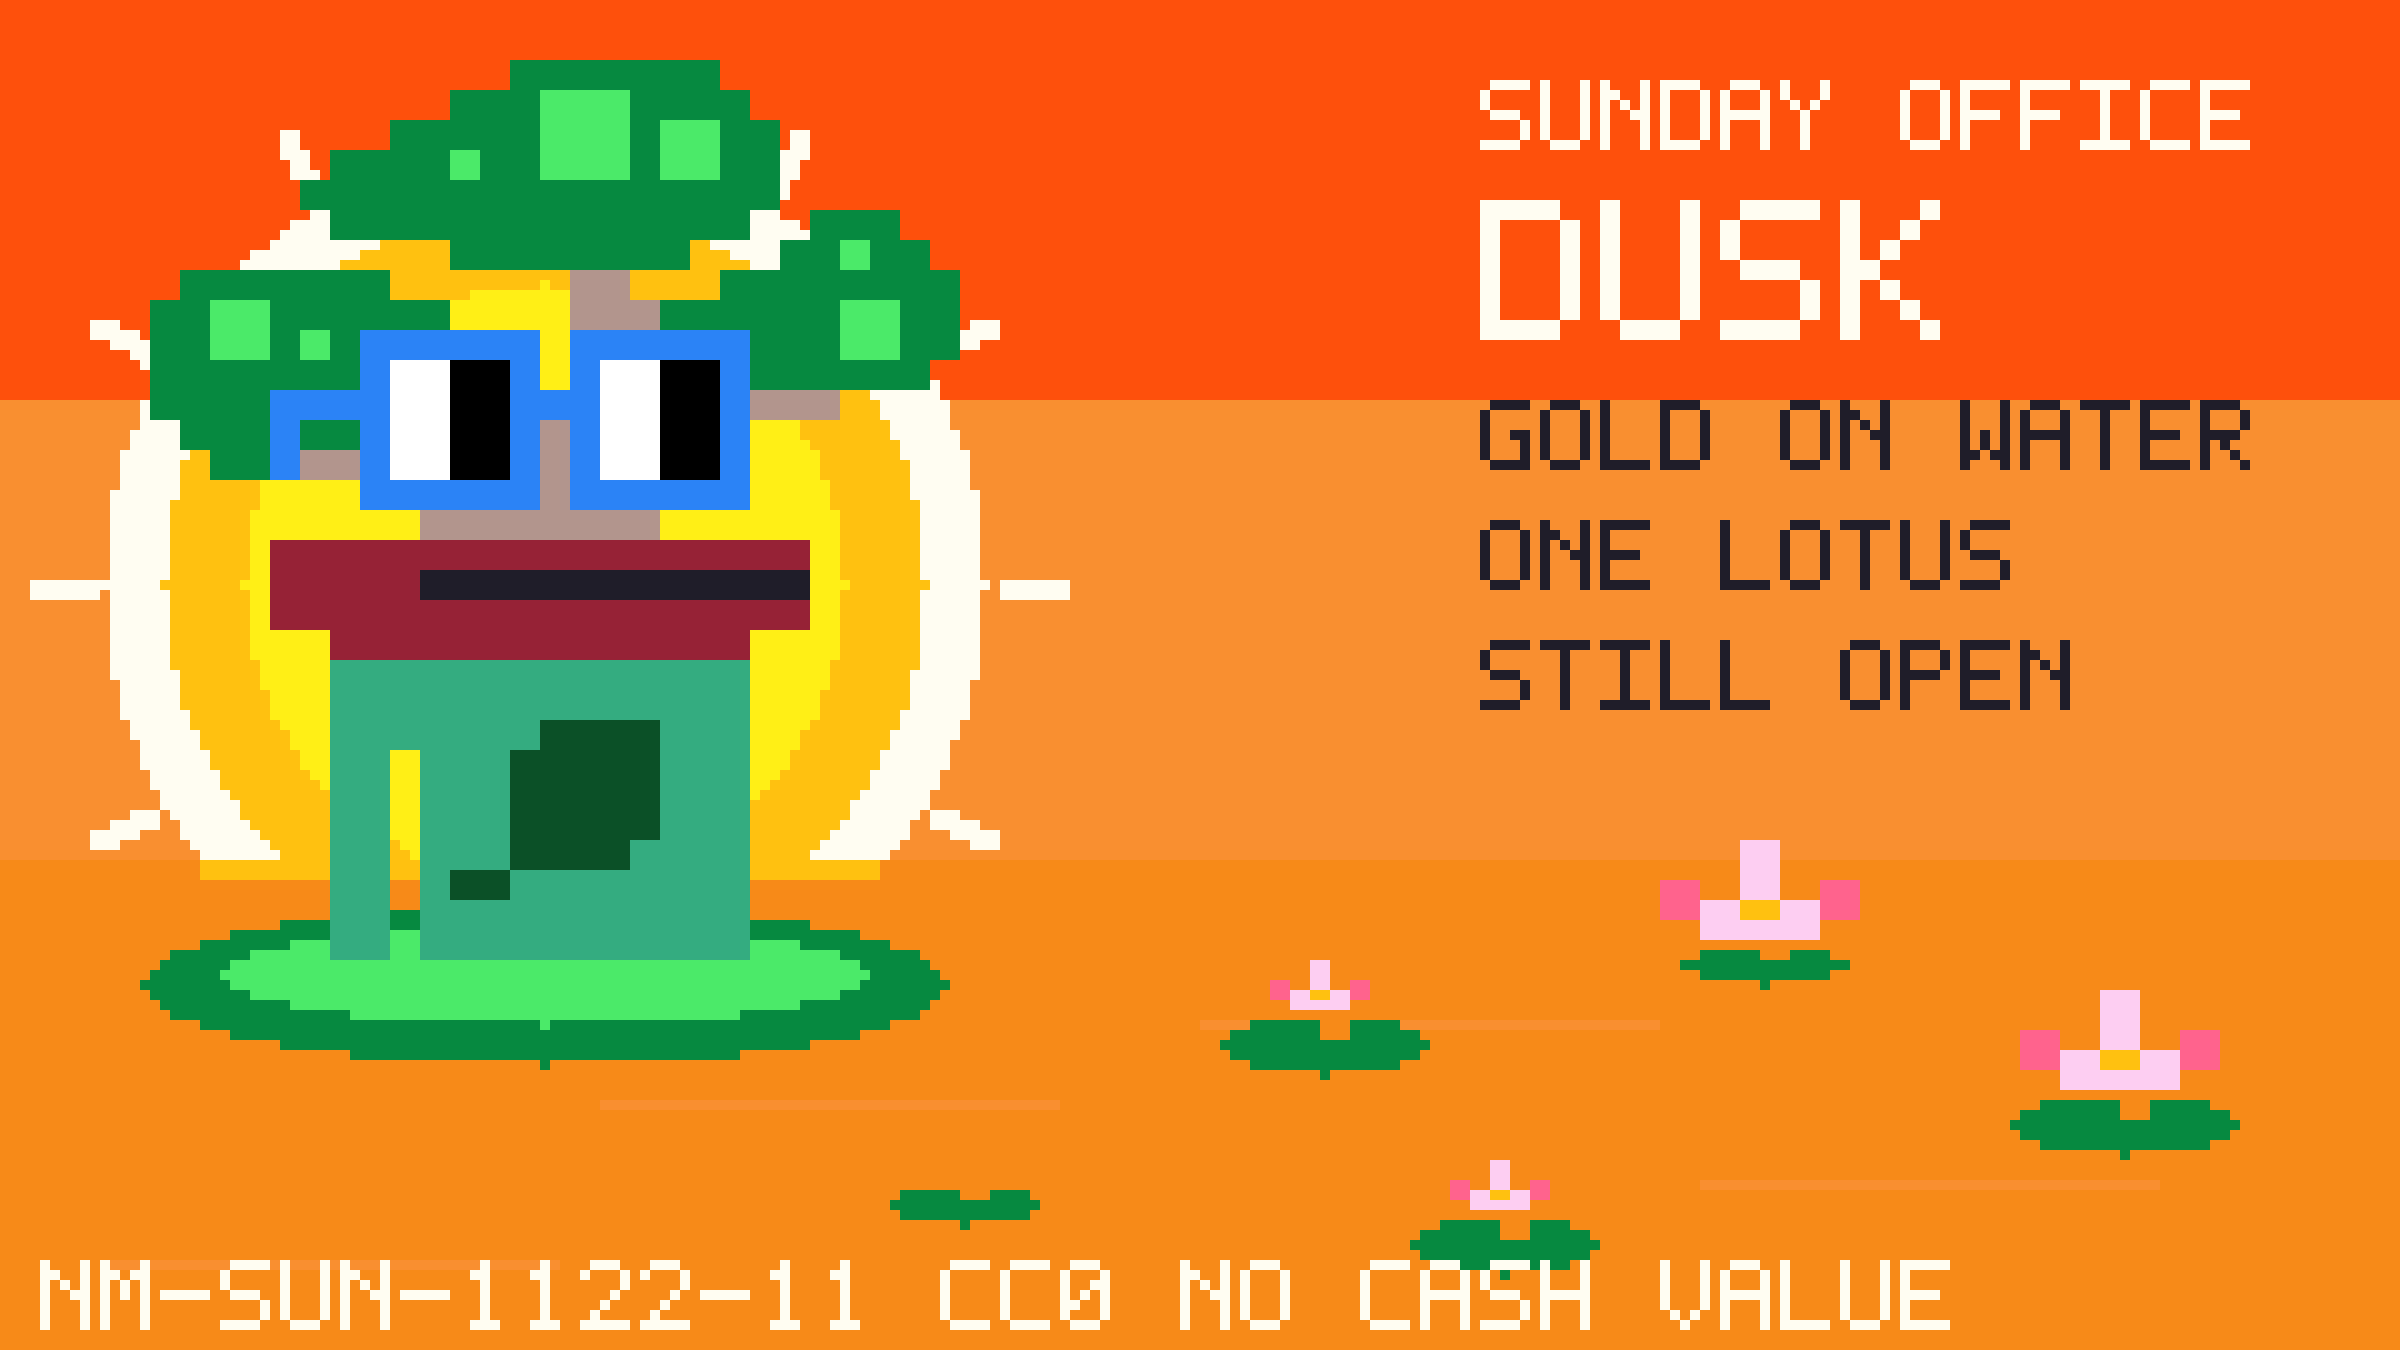 SUNDAY OFFICE
DUSK
GOLD ON WATER
ONE LOTUS
STILL OPEN
NM-SUN-1122-11 CC0 NO CASH VALUE